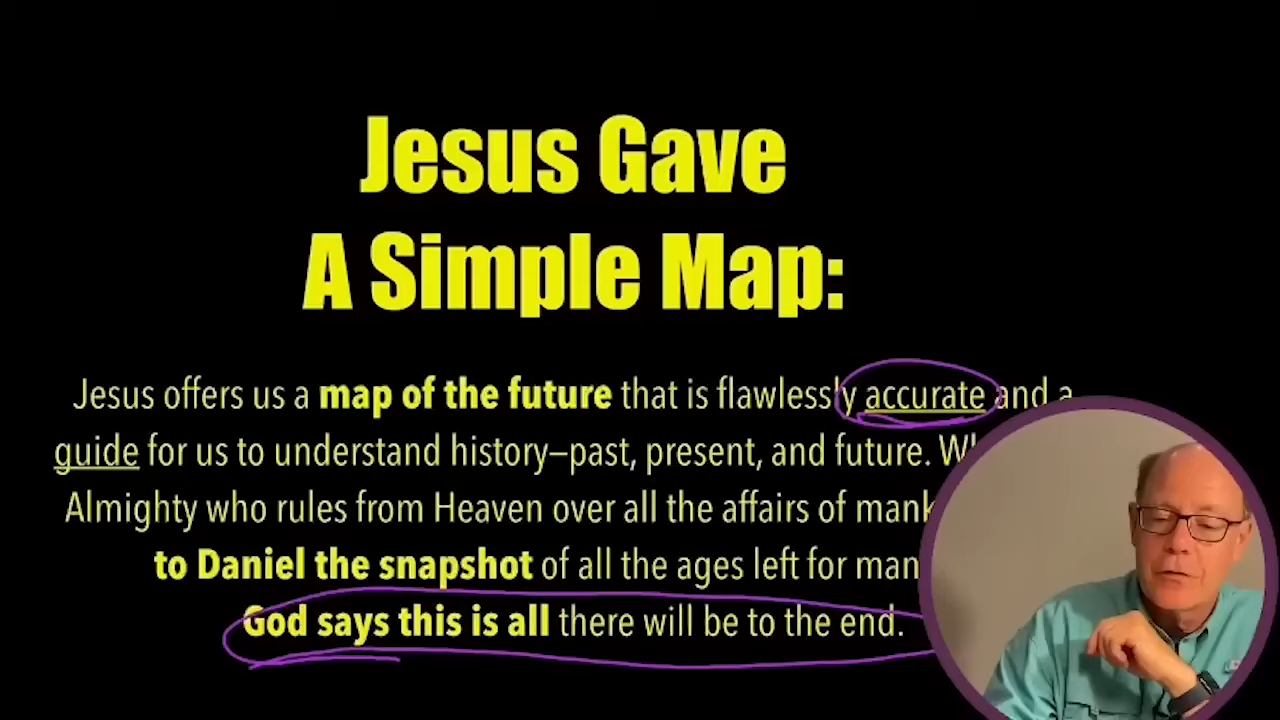 Jesus Gave
A Simple Map:
Jesus offers us a map of the future that is flawlessly accurate and a
guide for us to understand history—past, present, and future.
Almighty who rules from Heaven over all the affairs of
to Daniel the snapshot of all the ages left for
God says this is all there will be to the end.